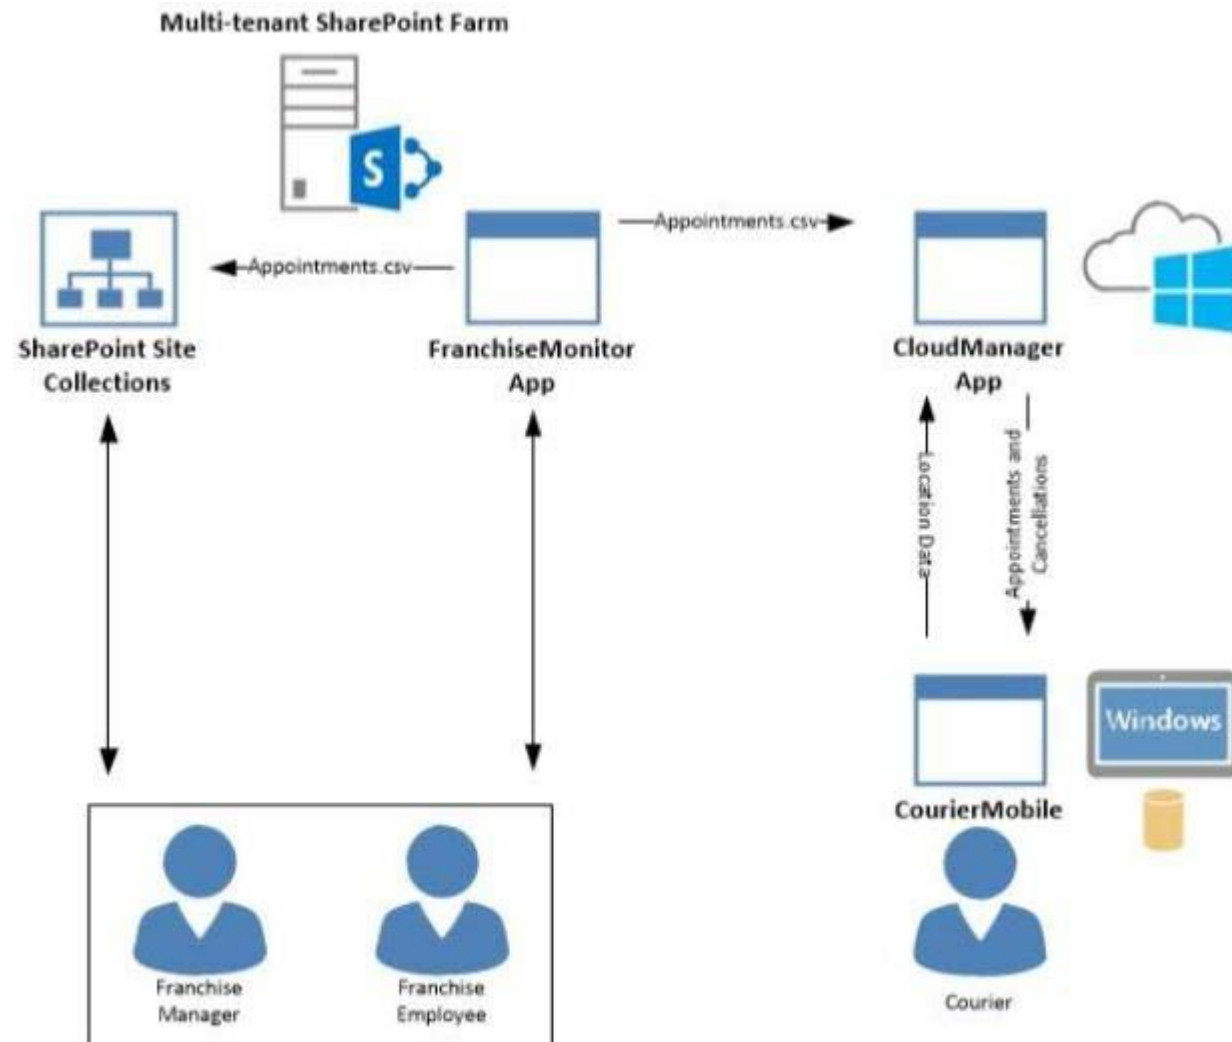 Multi-tenant SharePoint Farm
S
Appointments.csv
Appointments.csv
SharePoint Site
Collections
FranchiseMonitor
App
CloudManager
App
Location Data
Appointments and
Cancellations
Windows
CourierMobile
Franchise
Manager
Franchise
Employee
Courier